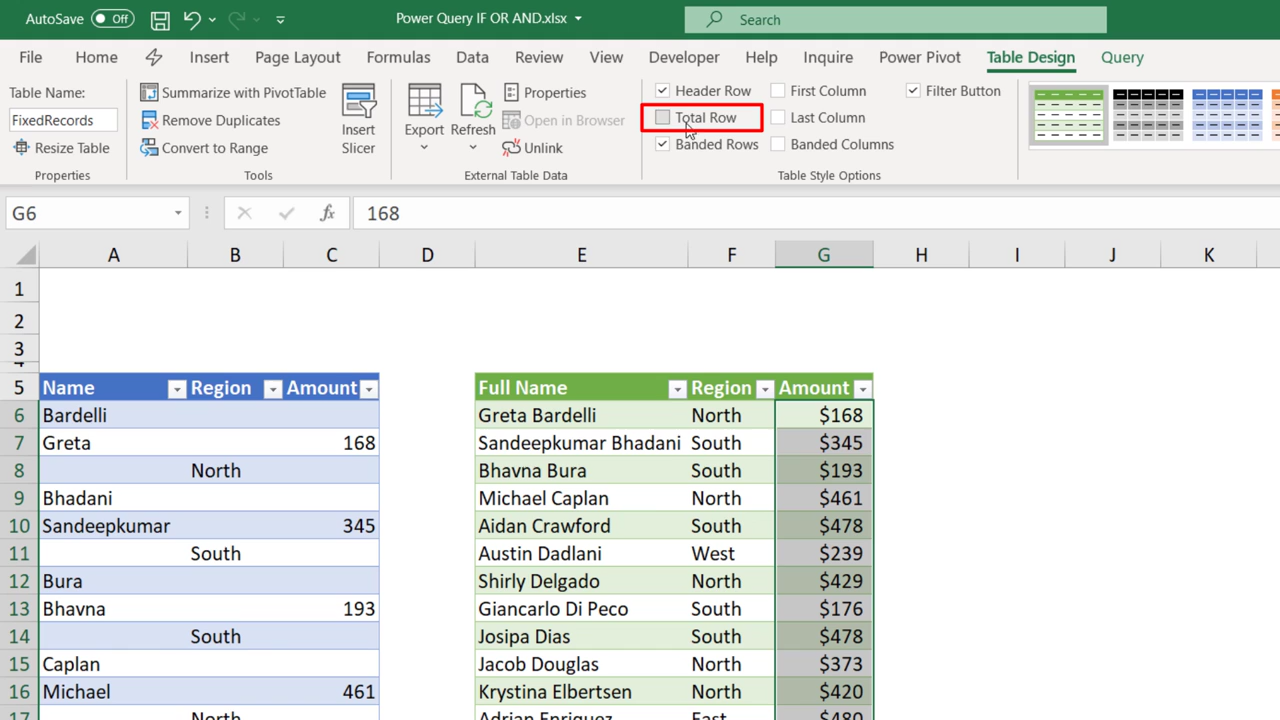 AutoSave Off Power Query IF OR AND.xlsx Search
File Home Insert Page Layout Formulas Data Review View Developer Help Inquire Power Pivot Table Design Query
Table Name:
FixedRecords
Resize Table
Properties
Summarize with PivotTable
Remove Duplicates
Convert to Range
Tools
Insert
Slicer
Export
Refresh
Properties
Open in Browser
Unlink
External Table Data
Header Row
Total Row
Banded Rows
First Column
Last Column
Banded Columns
Filter Button
Table Style Options
G6 fx 168
A B C D E F G H I J K
1
2
3
4
5 Name Region Amount Full Name Region Amount
6 Bardelli Greta Bardelli North $168
7 Greta 168 Sandeepkumar Bhadani South $345
8 North Bhavna Bura South $193
9 Bhadani Michael Caplan North $461
10 Sandeepkumar 345 Aidan Crawford South $478
11 South Austin Dadlani West $239
12 Bura Shirly Delgado North $429
13 Bhavna 193 Giancarlo Di Peco South $176
14 South Josipa Dias South $478
15 Caplan Jacob Douglas North $373
16 Michael 461 Krystina Elbertsen North $420
17 North Adrian Enriquez East $480